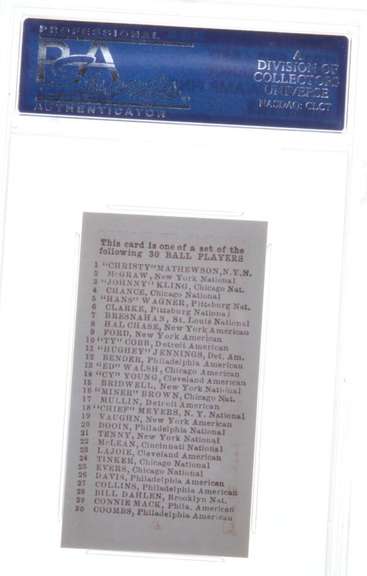 PROFESSIONAL
PSA
AUTHENTICATOR
A
DIVISION OF
COLLECTORS
UNIVERSE
NASDAQ: CLCT
This card is one of a set of the
following 30 BALL PLAYERS
1 "CHRISTY" MATHEWSON, N.Y.N.
2 McGRAW, New York National
3 "JOHNNY" KLING, Chicago Nat.
4 CHANCE, Chicago National
5 "HANS" WAGNER, Pittsburg Nat.
6 CLARKE, Pittsburg National
7 BRESNAHAN, St. Louis National
8 HAL CHASE, New York American
9 FORD, New York American
10 "TY" COBB, Detroit American
11 "HUGHEY" JENNINGS, Det. Am.
12 BENDER, Philadelphia American
13 "ED" WALSH, Chicago American
14 "CY" YOUNG, Cleveland American
15 BRIDWELL, New York National
16 "MINER" BROWN, Chicago Nat.
17 MULLIN, Detroit American
18 "CHIEF" MEYERS, N. Y. National
19 VAUGHN, New York American
20 DOOIN, Philadelphia National
21 TENNY, New York National
22 McLEAN, Cincinnati National
23 LAJOIE, Cleveland American
24 TINKER, Chicago National
25 EVERS, Chicago National
26 DAVIS, Philadelphia American
27 COLLINS, Philadelphia American
28 BILL DAHLEN, Brooklyn Nat.
29 CONNIE MACK, Phila. American
30 COOMBS, Philadelphia American